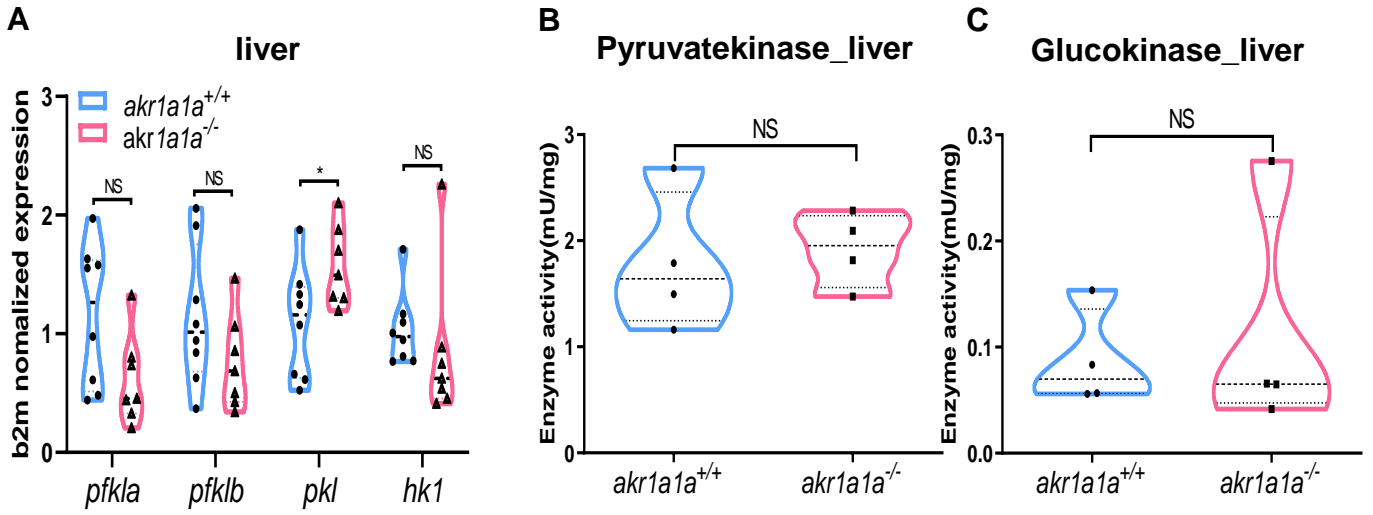 A
liver
b2m normalized expression
3
2
1
0
akr1a1a+/+
akr1a1a-/-
NS
NS
*
NS
pfkla
pfklb
pkl
hk1
B
Pyruvatekinase_liver
Enzyme activity(mU/mg)
3
2
1
0
NS
akr1a1a+/+
akr1a1a-/-
C
Glucokinase_liver
Enzyme activity(mU/mg)
0.3
0.2
0.1
0.0
NS
akr1a1a+/+
akr1a1a-/-